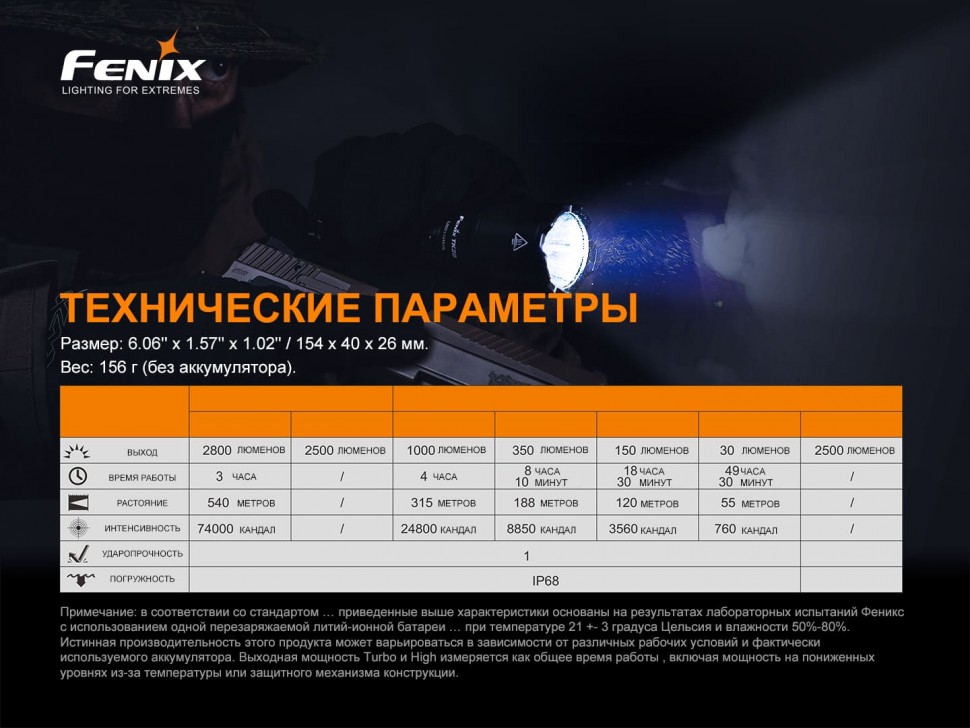 FENIX
LIGHTING FOR EXTREMES
Fenix
ТЕХНИЧЕСКИЕ ПАРАМЕТРЫ
Размер: 6.06" x 1.57" x 1.02" / 154 x 40 x 26 мм.
Вес: 156 г (без аккумулятора).
ВЫХОД 2800 ЛЮМЕНОВ 2500 ЛЮМЕНОВ 1000 ЛЮМЕНОВ 350 ЛЮМЕНОВ 150 ЛЮМЕНОВ 30 ЛЮМЕНОВ 2500 ЛЮМЕНОВ
ВРЕМЯ РАБОТЫ 3 ЧАСА / 4 ЧАСА 8 ЧАСА 10 МИНУТ 18 ЧАСА 30 МИНУТ 49 ЧАСА 30 МИНУТ /
РАСТОЯНИЕ 540 МЕТРОВ / 315 МЕТРОВ 188 МЕТРОВ 120 МЕТРОВ 55 МЕТРОВ /
ИНТЕНСИВНОСТЬ 74000 КАНДАЛ / 24800 КАНДАЛ 8850 КАНДАЛ 3560 КАНДАЛ 760 КАНДАЛ /
УДАРОПРОЧНОСТЬ 1
ПОГРУЖНОСТЬ IP68
Примечание: в соответствии со стандартом ... приведенные выше характеристики основаны на результатах лабораторных испытаний Феникс
с использованием одной перезаряжаемой литий-ионной батареи ... при температуре 21 +- 3 градуса Цельсия и влажности 50%-80%.
Истинная производительность этого продукта может варьироваться в зависимости от различных рабочих условий и фактически
используемого аккумулятора. Выходная мощность Turbo и High измеряется как общее время работы , включая мощность на пониженных
уровнях из-за температуры или защитного механизма конструкции.